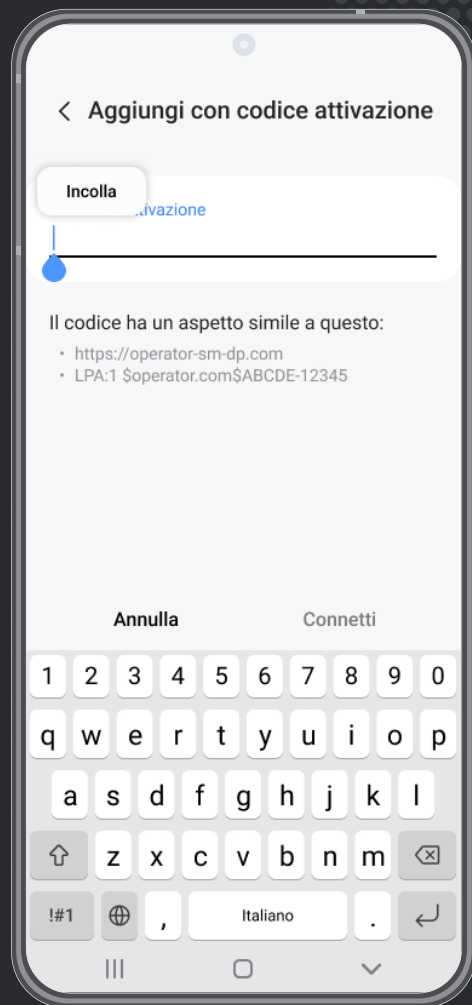 Aggiungi con codice attivazione
Incolla
tivazione
Il codice ha un aspetto simile a questo:
• https://operator-sm-dp.com
• LPA:1 $operator.com$ABCDE-12345
Annulla Connetti
1 2 3 4 5 6 7 8 9 0
q w e r t y u i o p
a s d f g h j k l
z x c v b n m
!#1 , Italiano .